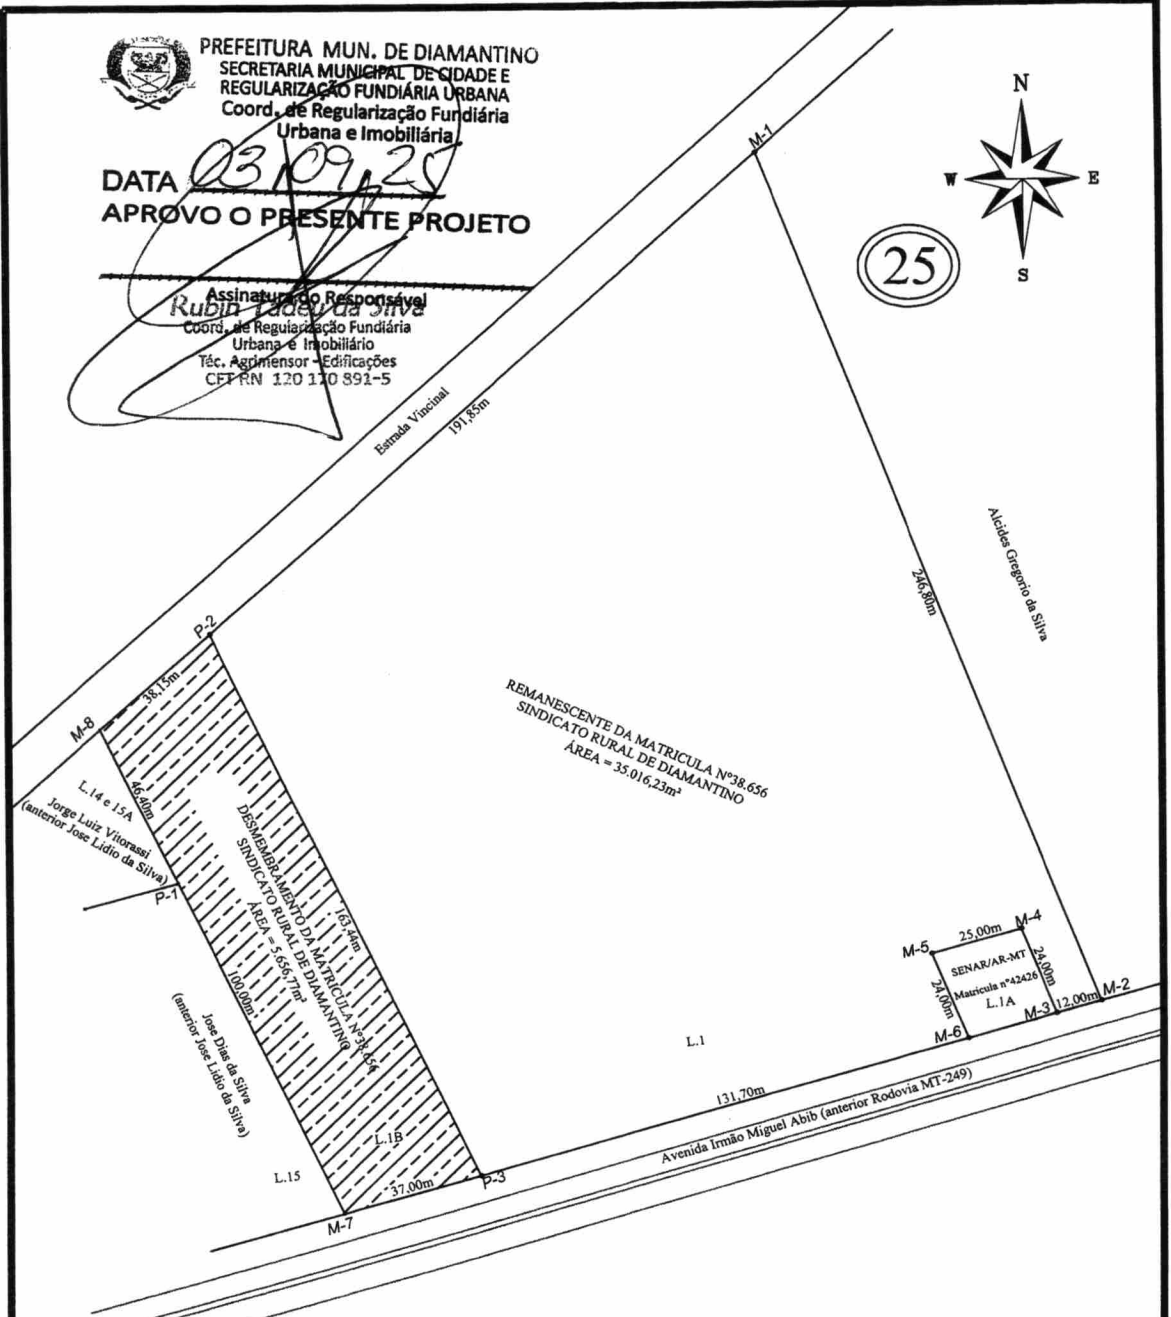 PREFEITURA MUN. DE DIAMANTINO
SECRETARIA MUNICIPAL DE CIDADE E
REGULARIZAÇÃO FUNDIÁRIA URBANA
Coord. de Regularização Fundiária
Urbana e Imobiliária
DATA 03/09/25
APROVO O PRESENTE PROJETO
Assinatura do Responsável
Rubin Tadeu da Silva
Coord. de Regularização Fundiária
Urbana e Imobiliário
Téc. Agrimensor - Edificações
CFT RN 120 170 891-5
N
W
E
S
25
M-1
Estrada Vincinal
191,85m
Alcides Gregorio da Silva
246,80m
P-2
38,15m
M-8
46,40m
L.14 e 15A
Jorge Luiz Vitorassi
(anterior Jose Lidio da Silva)
P-1
REMANESCENTE DA MATRICULA Nº38.656
SINDICATO RURAL DE DIAMANTINO
ÁREA = 35.016,23m²
DESMEMBRAMENTO DA MATRICULA Nº38.656
SINDICATO RURAL DE DIAMANTINO
ÁREA = 5.656,77m²
163,44m
100,00m
Jose Dias da Silva
(anterior Jose Lidio da Silva)
L.15
L.1B
37,00m
M-7
P-3
L.1
131,70m
Avenida Irmão Miguel Abib (anterior Rodovia MT-249)
M-5
25,00m
M-4
24,00m
SENAR/AR-MT
Matricula nº42426
L.1A
24,00m
M-6
M-3
12,00m
M-2